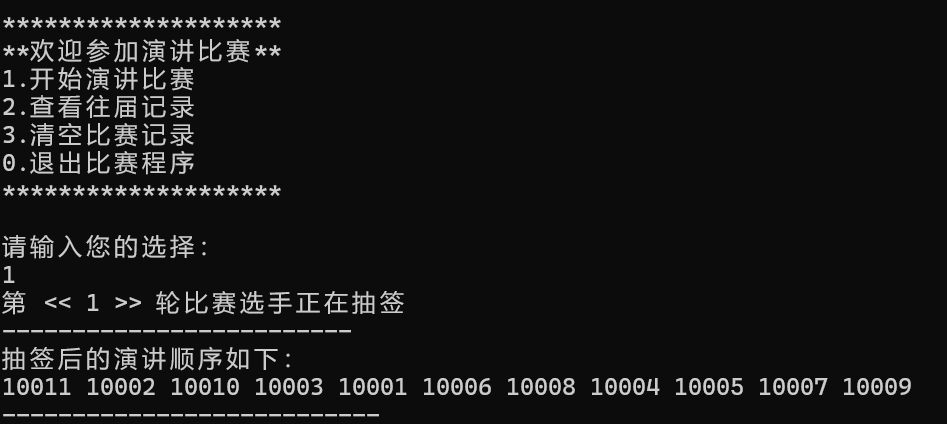 ********************
**欢迎参加演讲比赛**
1.开始演讲比赛
2.查看往届记录
3.清空比赛记录
0.退出比赛程序
********************
请输入您的选择：
1
第 << 1 >> 轮比赛选手正在抽签
-------------------------
抽签后的演讲顺序如下：
10011 10002 10010 10003 10001 10006 10008 10004 10005 10007 10009
---------------------------